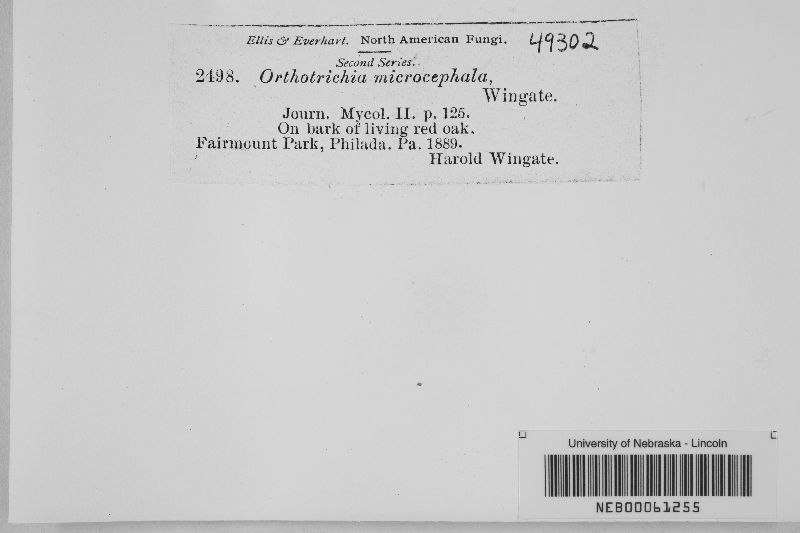 Ellis & Everhart. North American Fungi. 49302
Second Series.
2498. Orthotrichia microcephala,
Wingate.
Journ. Mycol. II. p. 125.
On bark of living red oak.
Fairmount Park, Philada. Pa. 1889.
Harold Wingate.
University of Nebraska - Lincoln
NEB00061255